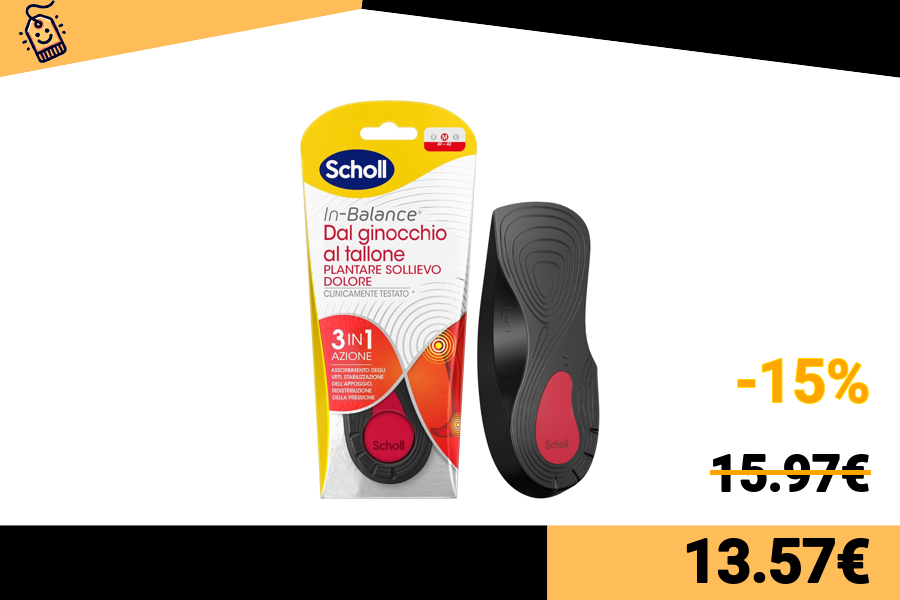 S M L
Scholl
In-Balance®
Dal ginocchio
al tallone
PLANTARE SOLLIEVO
DOLORE
CLINICAMENTE TESTATO *
3 IN 1
AZIONE
ASSORBIMENTO DEGLI
URTI, STABILIZZAZIONE
DELL'APPOGGIO,
REDISTRIBUZIONE
DELLA PRESSIONE
Scholl
Scholl
-15%
15.97€
13.57€